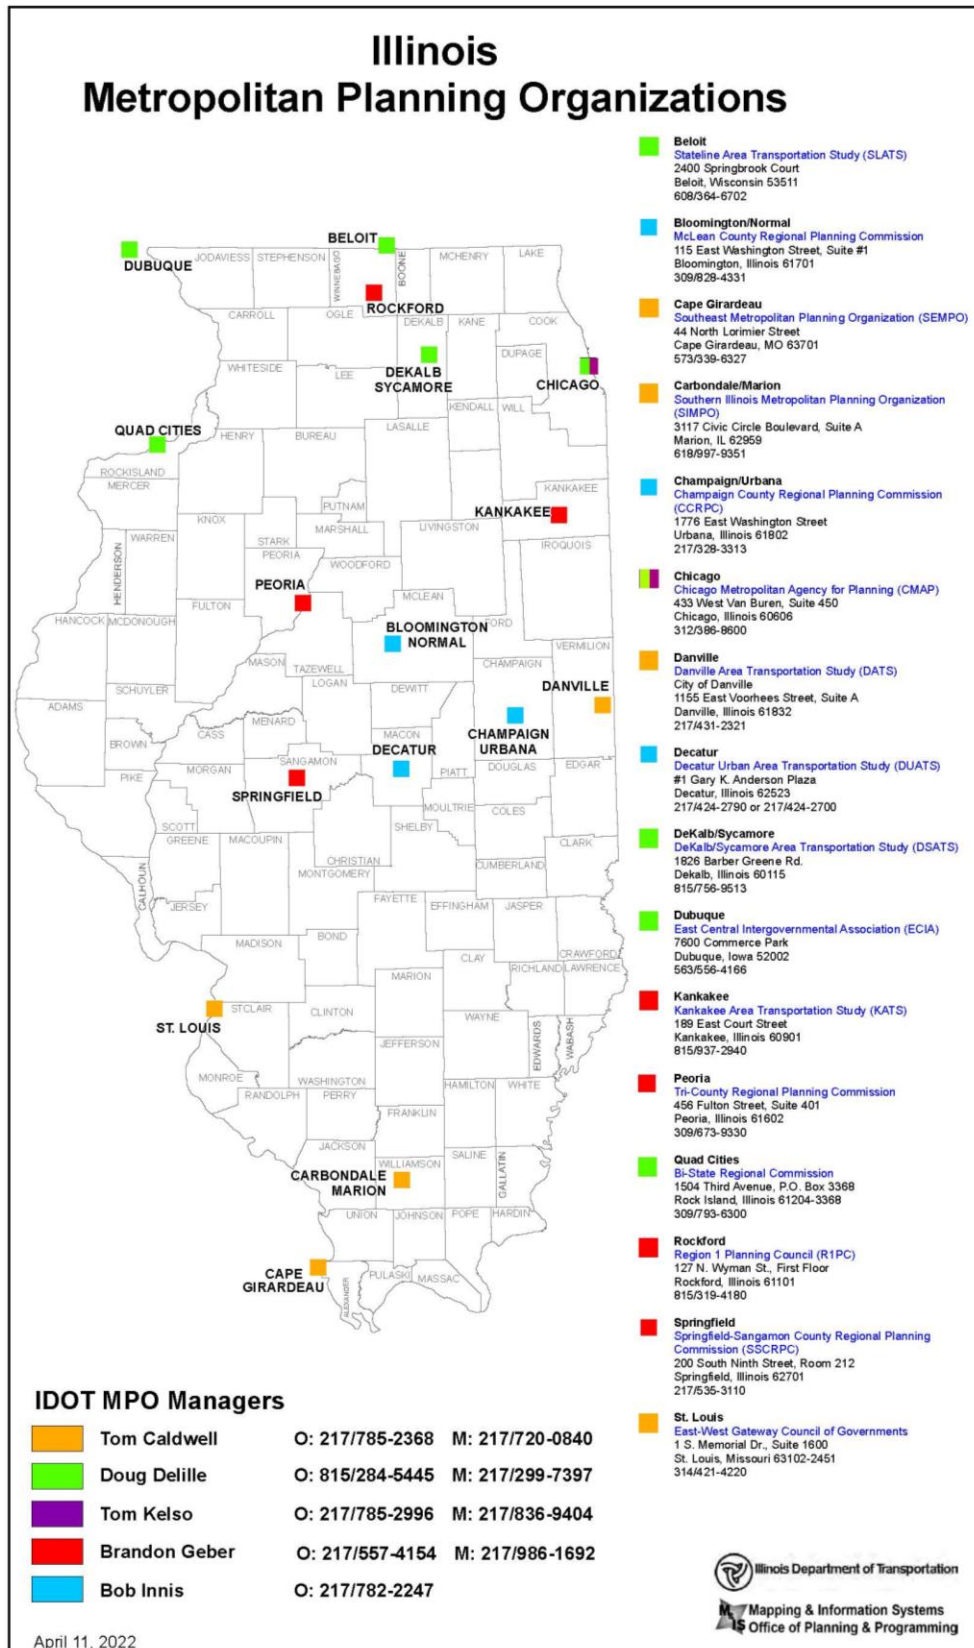 Illinois
Metropolitan Planning Organizations
BELOIT
DUBUQUE
JODAVIESS
STEPHENSON
WINNEBAGO
BOONE
MCHENRY
LAKE
ROCKFORD
CARROLL
OGLE
DEKALB
KANE
COOK
DUPAGE
WHITESIDE
LEE
DEKALB
SYCAMORE
CHICAGO
KENDALL
WILL
LASALLE
QUAD CITIES
HENRY
BUREAU
ROCKISLAND
MERCER
KANKAKEE
PUTNAM
KANKAKEE
KNOX
MARSHALL
LIVINGSTON
WARREN
STARK
IROQUOIS
PEORIA
WOODFORD
HENDERSON
PEORIA
MCLEAN
FULTON
HANCOCK
MCDONOUGH
BLOOMINGTON
NORMAL
FORD
VERMILION
MASON
TAZEWELL
CHAMPAIGN
LOGAN
DEWITT
DANVILLE
SCHUYLER
ADAMS
MENARD
CASS
MACON
CHAMPAIGN
URBANA
BROWN
DECATUR
SANGAMON
MORGAN
PIATT
DOUGLAS
EDGAR
PIKE
SPRINGFIELD
MOULTRIE
COLES
SCOTT
SHELBY
GREENE
MACOUPIN
CLARK
CHRISTIAN
CUMBERLAND
MONTGOMERY
CALHOUN
FAYETTE
EFFINGHAM
JASPER
JERSEY
MADISON
BOND
CLAY
CRAWFORD
RICHLAND
LAWRENCE
MARION
STCLAIR
CLINTON
ST. LOUIS
WAYNE
EDWARDS
WABASH
JEFFERSON
MONROE
WASHINGTON
HAMILTON
WHITE
RANDOLPH
PERRY
FRANKLIN
JACKSON
SALINE
GALLATIN
WILLIAMSON
CARBONDALE
MARION
UNION
JOHNSON
POPE
HARDIN
CAPE
GIRARDEAU
ALEXANDER
PULASKI
MASSAC
Beloit
Stateline Area Transportation Study (SLATS)
2400 Springbrook Court
Beloit, Wisconsin 53511
608/364-6702
Bloomington/Normal
McLean County Regional Planning Commission
115 East Washington Street, Suite #1
Bloomington, Illinois 61701
309/828-4331
Cape Girardeau
Southeast Metropolitan Planning Organization (SEMPO)
44 North Lorimier Street
Cape Girardeau, MO 63701
573/339-6327
Carbondale/Marion
Southern Illinois Metropolitan Planning Organization
(SIMPO)
3117 Civic Circle Boulevard, Suite A
Marion, IL 62959
618/997-9351
Champaign/Urbana
Champaign County Regional Planning Commission
(CCRPC)
1776 East Washington Street
Urbana, Illinois 61802
217/328-3313
Chicago
Chicago Metropolitan Agency for Planning (CMAP)
433 West Van Buren, Suite 450
Chicago, Illinois 60606
312/386-8600
Danville
Danville Area Transportation Study (DATS)
City of Danville
1155 East Voorhees Street, Suite A
Danville, Illinois 61832
217/431-2321
Decatur
Decatur Urban Area Transportation Study (DUATS)
#1 Gary K. Anderson Plaza
Decatur, Illinois 62523
217/424-2790 or 217/424-2700
DeKalb/Sycamore
DeKalb/Sycamore Area Transportation Study (DSATS)
1826 Barber Greene Rd.
Dekalb, Illinois 60115
815/756-9513
Dubuque
East Central Intergovernmental Association (ECIA)
7600 Commerce Park
Dubuque, Iowa 52002
563/556-4166
Kankakee
Kankakee Area Transportation Study (KATS)
189 East Court Street
Kankakee, Illinois 60901
815/937-2940
Peoria
Tri-County Regional Planning Commission
456 Fulton Street, Suite 401
Peoria, Illinois 61602
309/673-9330
Quad Cities
Bi-State Regional Commission
1504 Third Avenue, P.O. Box 3368
Rock Island, Illinois 61204-3368
309/793-6300
Rockford
Region 1 Planning Council (R1PC)
127 N. Wyman St., First Floor
Rockford, Illinois 61101
815/319-4180
Springfield
Springfield-Sangamon County Regional Planning
Commission (SSCRPC)
200 South Ninth Street, Room 212
Springfield, Illinois 62701
217/535-3110
St. Louis
East-West Gateway Council of Governments
1 S. Memorial Dr., Suite 1600
St. Louis, Missouri 63102-2451
314/421-4220
IDOT MPO Managers
Tom Caldwell O: 217/785-2368 M: 217/720-0840
Doug Delille O: 815/284-5445 M: 217/299-7397
Tom Kelso O: 217/785-2996 M: 217/836-9404
Brandon Geber O: 217/557-4154 M: 217/986-1692
Bob Innis O: 217/782-2247
April 11, 2022
Illinois Department of Transportation
M&IS Mapping & Information Systems
Office of Planning & Programming